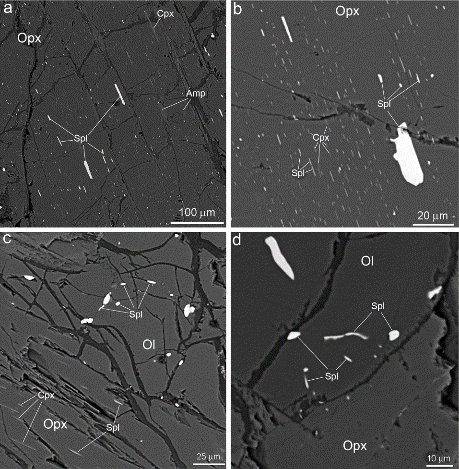 a
Opx
Cpx
Amp
Spl
100 µm
b
Opx
Spl
Cpx
Spl
20 µm
c
Spl
Ol
Cpx
Opx
Spl
25 µm
d
Ol
Spl
Spl
Opx
10 µm